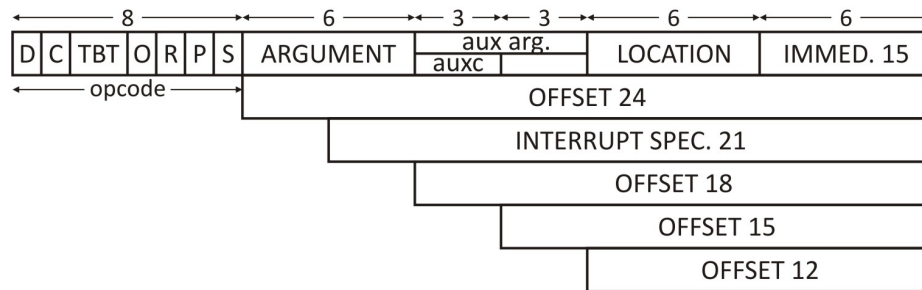 8 6 3 3 6 6
D C TBT O R P S ARGUMENT aux arg. LOCATION IMMED. 15
auxc
opcode
OFFSET 24
INTERRUPT SPEC. 21
OFFSET 18
OFFSET 15
OFFSET 12